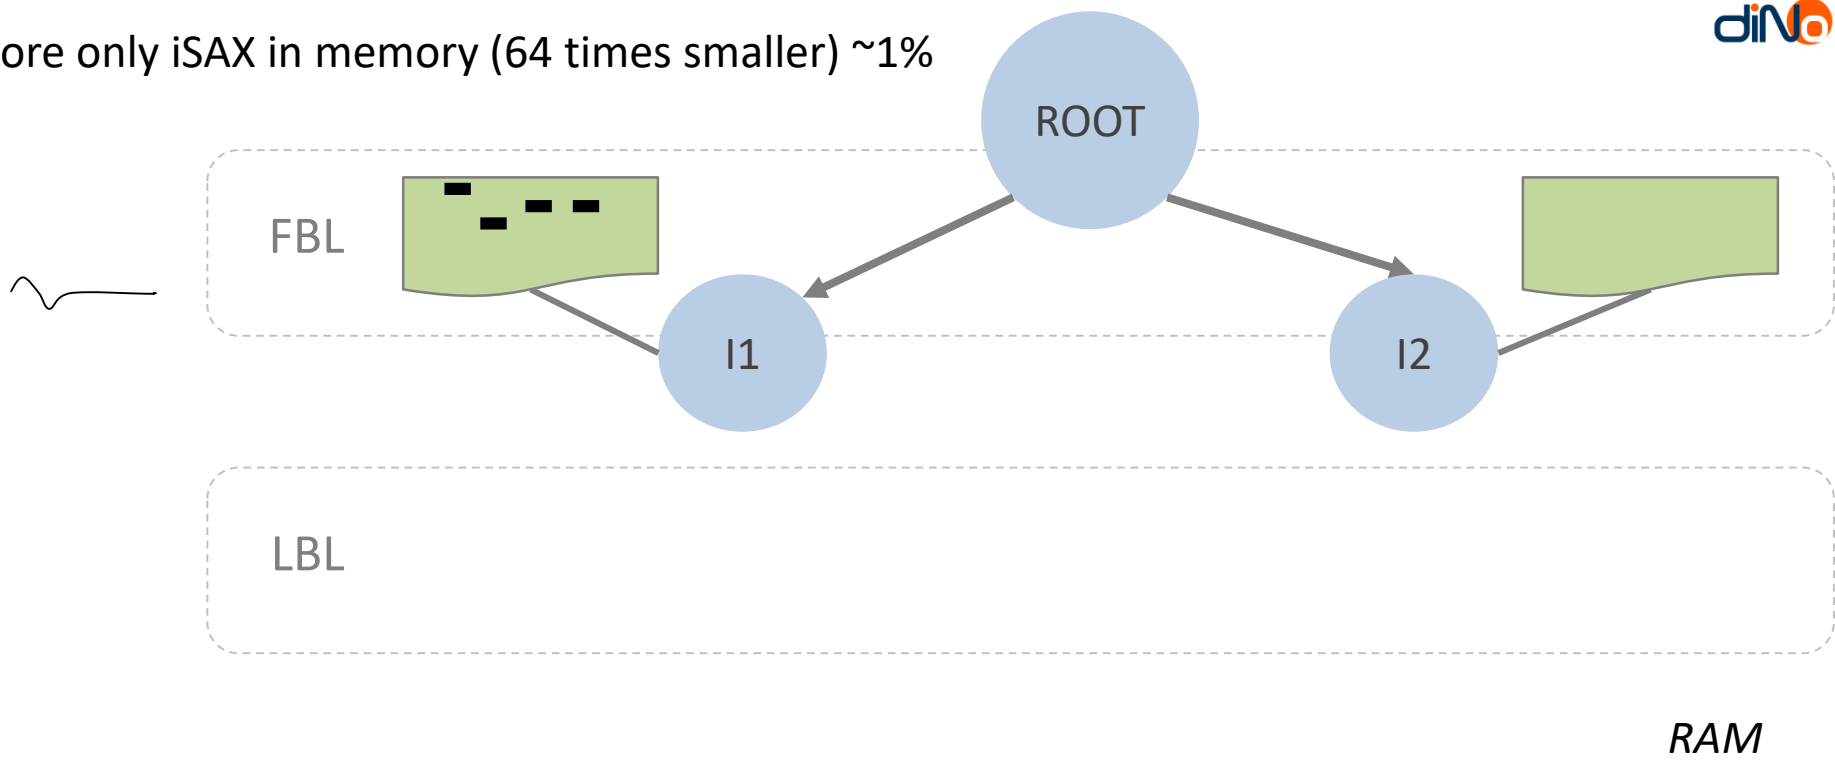 diNo
ore only iSAX in memory (64 times smaller) ~1%
ROOT
FBL
I1
I2
LBL
RAM